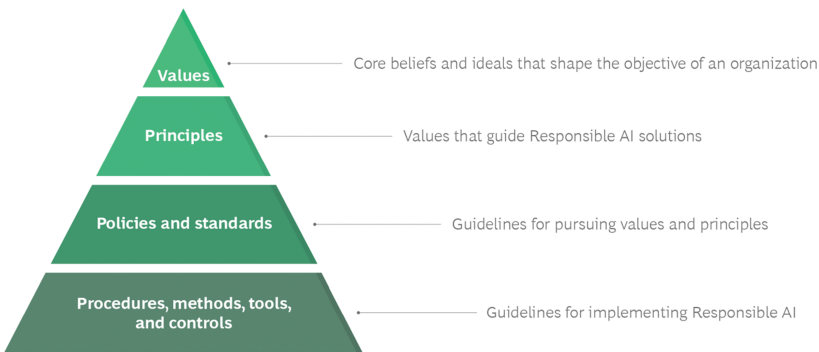 Values
Core beliefs and ideals that shape the objective of an organization
Principles
Values that guide Responsible AI solutions
Policies and standards
Guidelines for pursuing values and principles
Procedures, methods, tools,
and controls
Guidelines for implementing Responsible AI